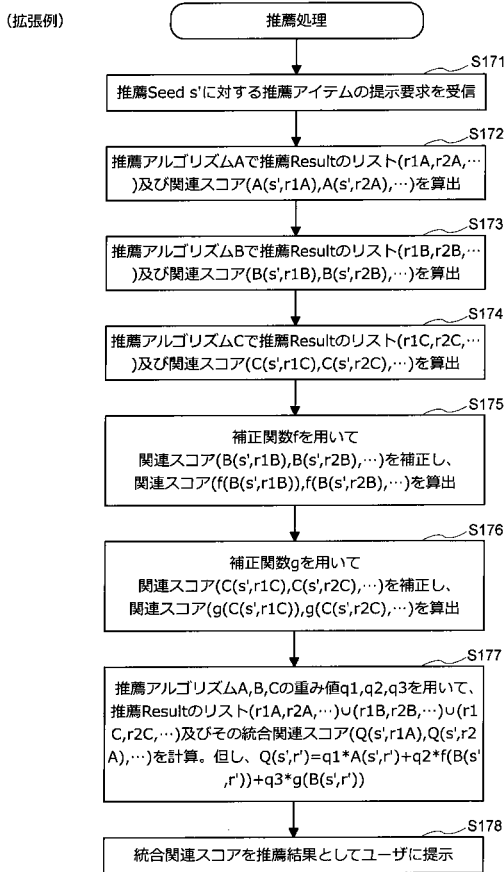 (拡張例)
推薦処理
S171
推薦Seed s'に対する推薦アイテムの提示要求を受信
S172
推薦アルゴリズムAで推薦Resultのリスト(r1A,r2A,…
)及び関連スコア(A(s',r1A),A(s',r2A),…)を算出
S173
推薦アルゴリズムBで推薦Resultのリスト(r1B,r2B,…
)及び関連スコア(B(s',r1B),B(s',r2B),…)を算出
S174
推薦アルゴリズムCで推薦Resultのリスト(r1C,r2C,…
)及び関連スコア(C(s',r1C),C(s',r2C),…)を算出
S175
補正関数fを用いて
関連スコア(B(s',r1B),B(s',r2B),…)を補正し、
関連スコア(f(B(s',r1B)),f(B(s',r2B),…)を算出
S176
補正関数gを用いて
関連スコア(C(s',r1C),C(s',r2C),…)を補正し、
関連スコア(g(C(s',r1C)),g(C(s',r2C),…)を算出
S177
推薦アルゴリズムA,B,Cの重み値q1,q2,q3を用いて、
推薦Resultのリスト(r1A,r2A,…)∪(r1B,r2B,…)∪(r1
C,r2C,…)及びその統合関連スコア(Q(s',r1A),Q(s',r2
A),…)を計算。但し、Q(s',r')=q1*A(s',r')+q2*f(B(s'
,r'))+q3*g(B(s',r'))
S178
統合関連スコアを推薦結果としてユーザに提示